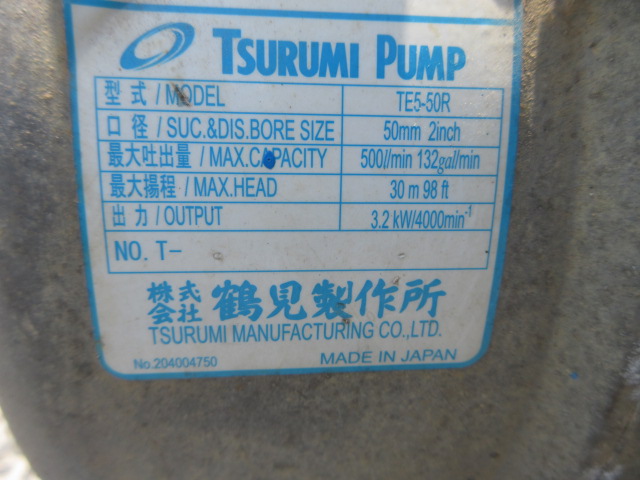 TSURUMI PUMP
型式 / MODEL TE5-50R
口径 / SUC.&DIS.BORE SIZE 50mm 2inch
最大吐出量 / MAX.CAPACITY 500l/min 132gal/min
最大揚程 / MAX.HEAD 30 m 98 ft
出力 / OUTPUT 3.2 kW/4000min⁻¹
NO. T-
株式会社 鶴見製作所
TSURUMI MANUFACTURING CO.,LTD.
No.204004750 MADE IN JAPAN